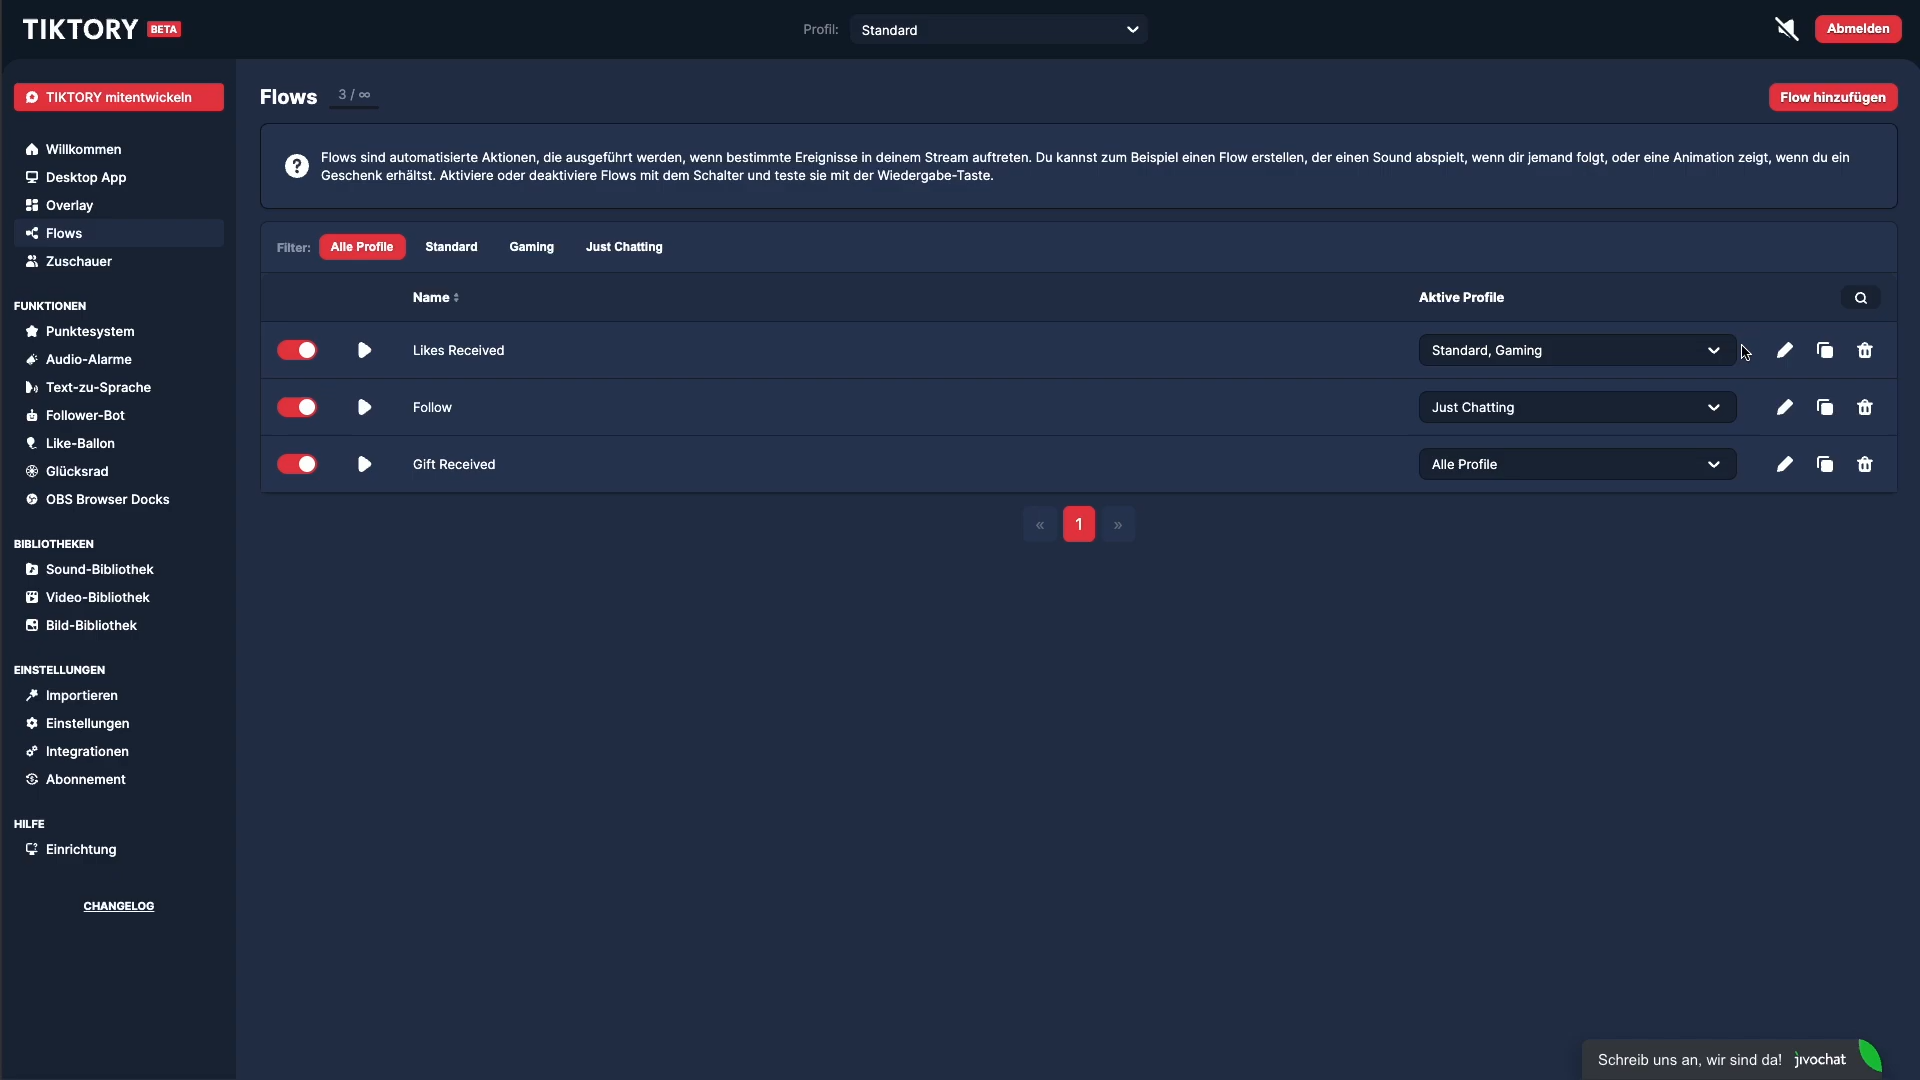 TIKTORY BETA
Profil: Standard
Abmelden
TIKTORY mitentwickeln
Willkommen
Desktop App
Overlay
Flows
Zuschauer
FUNKTIONEN
Punktesystem
Audio-Alarme
Text-zu-Sprache
Follower-Bot
Like-Ballon
Glücksrad
OBS Browser Docks
BIBLIOTHEKEN
Sound-Bibliothek
Video-Bibliothek
Bild-Bibliothek
EINSTELLUNGEN
Importieren
Einstellungen
Integrationen
Abonnement
HILFE
Einrichtung
CHANGELOG
Flows 3 / ∞
Flow hinzufügen
Flows sind automatisierte Aktionen, die ausgeführt werden, wenn bestimmte Ereignisse in deinem Stream auftreten. Du kannst zum Beispiel einen Flow erstellen, der einen Sound abspielt, wenn dir jemand folgt, oder eine Animation zeigt, wenn du ein
Geschenk erhältst. Aktiviere oder deaktiviere Flows mit dem Schalter und teste sie mit der Wiedergabe-Taste.
Filter: Alle Profile Standard Gaming Just Chatting
Name Aktive Profile
Likes Received Standard, Gaming
Follow Just Chatting
Gift Received Alle Profile
« 1 »
Schreib uns an, wir sind da! jivochat